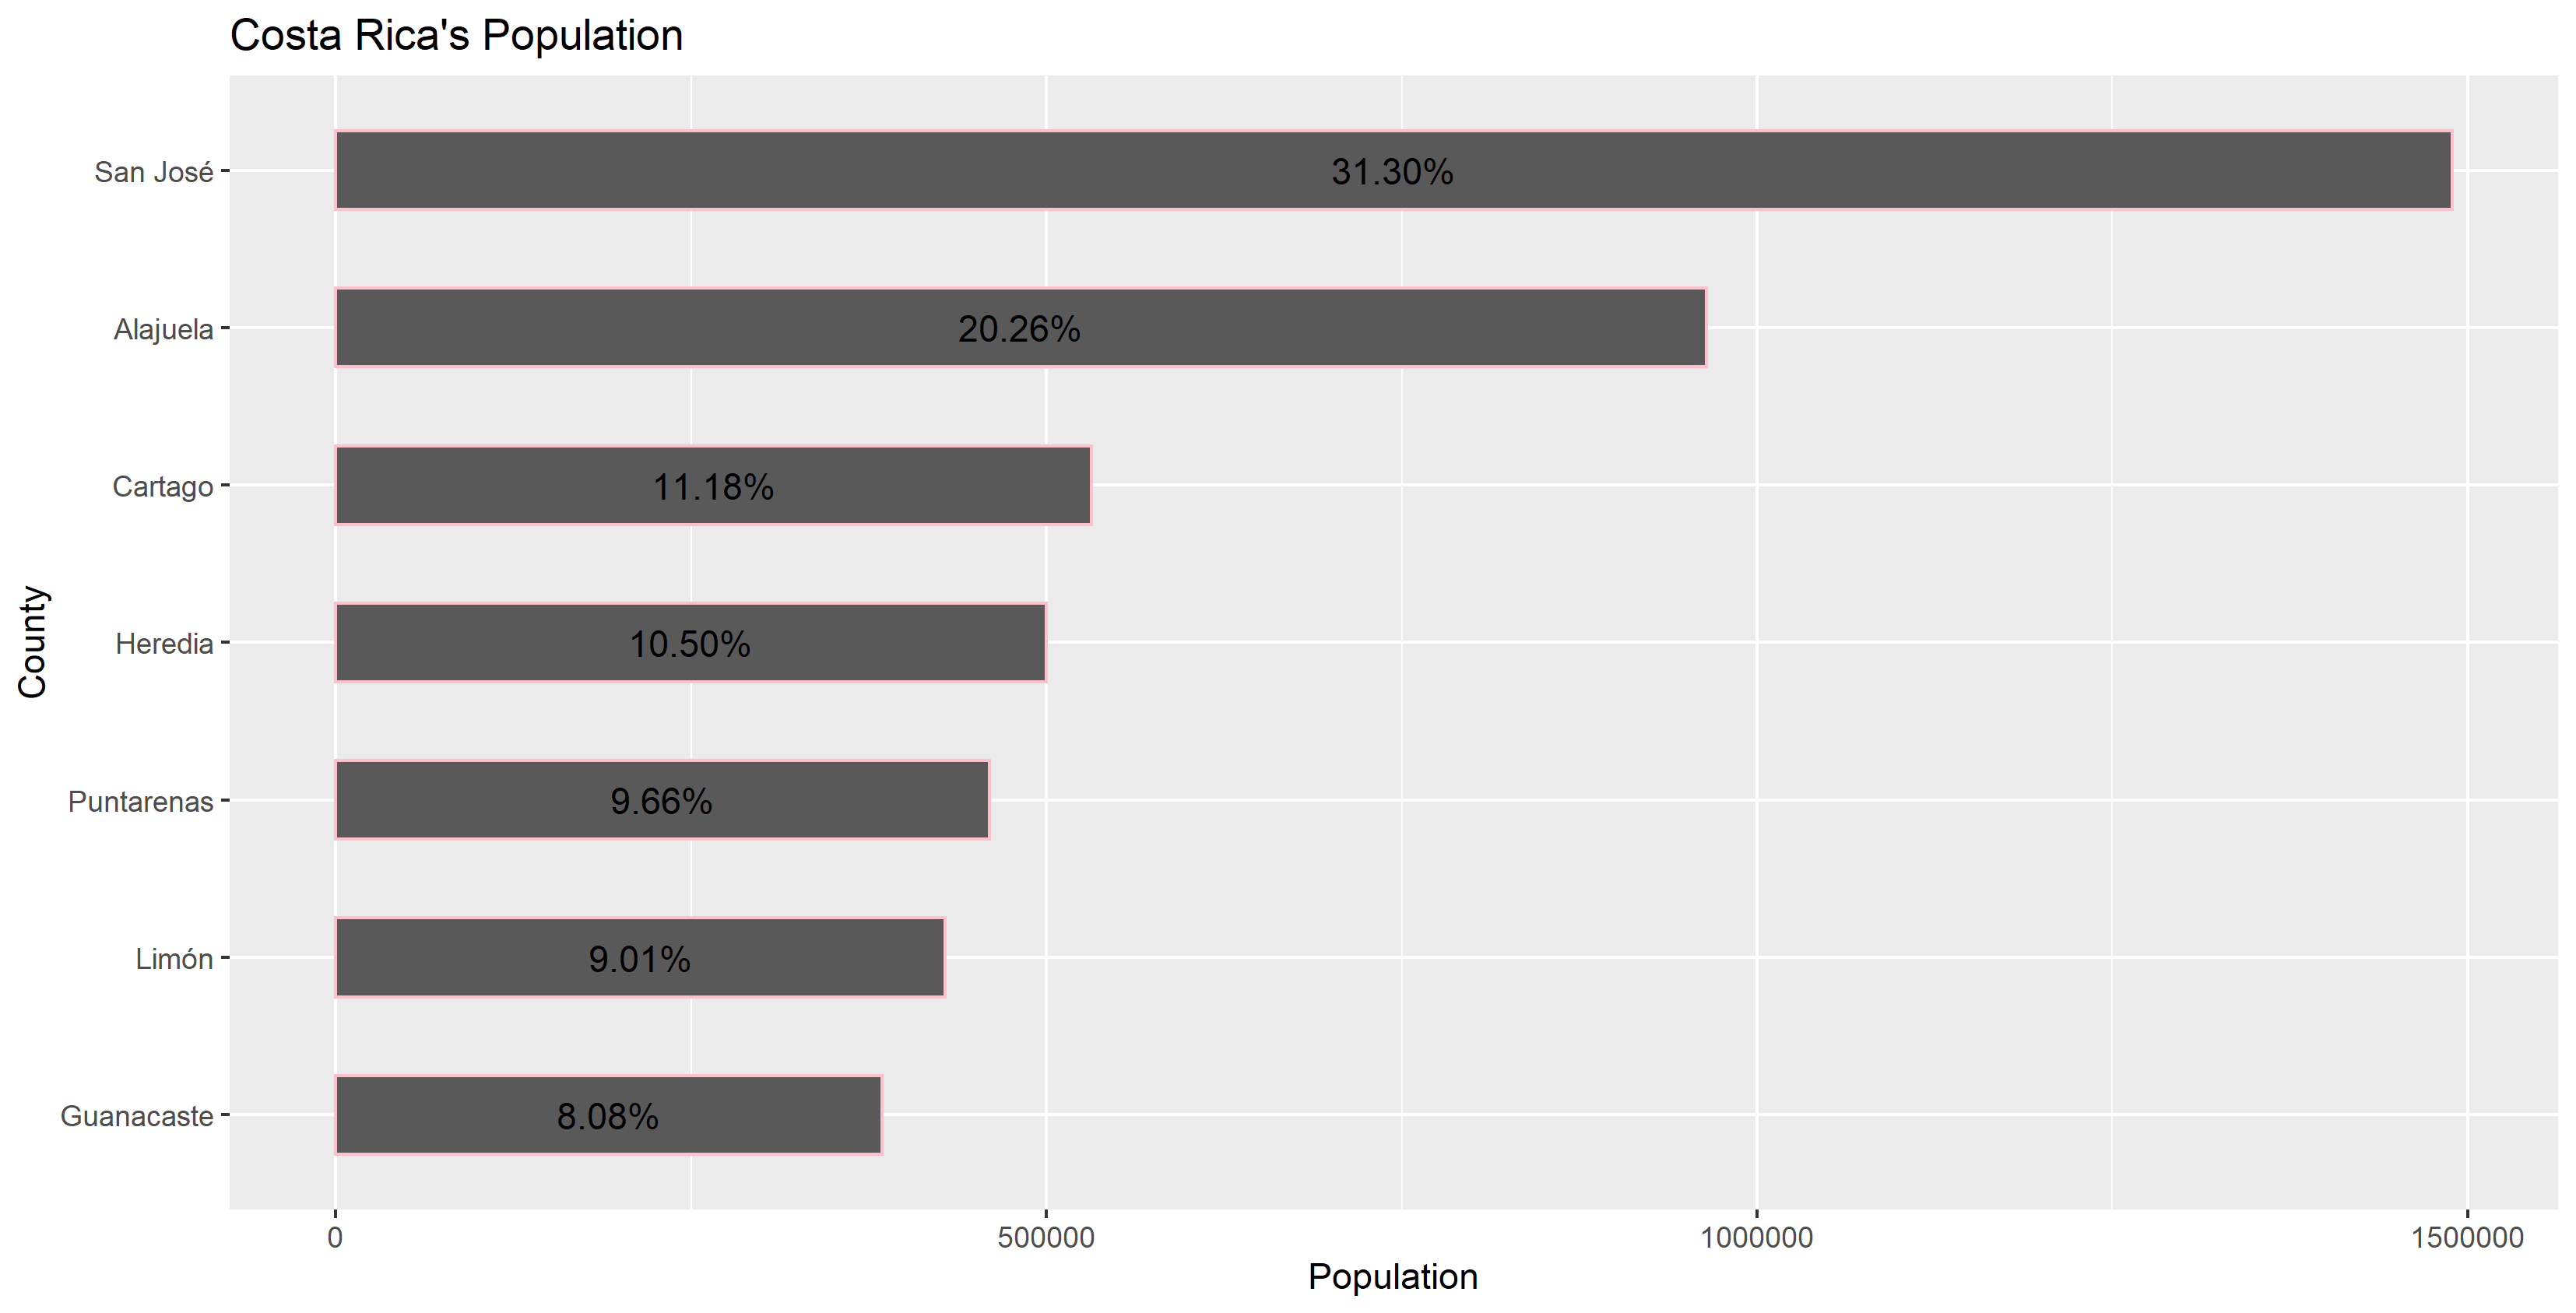 Costa Rica's Population
County
San José
31.30%
Alajuela
20.26%
Cartago
11.18%
Heredia
10.50%
Puntarenas
9.66%
Limón
9.01%
Guanacaste
8.08%
0 500000 1000000 1500000
Population